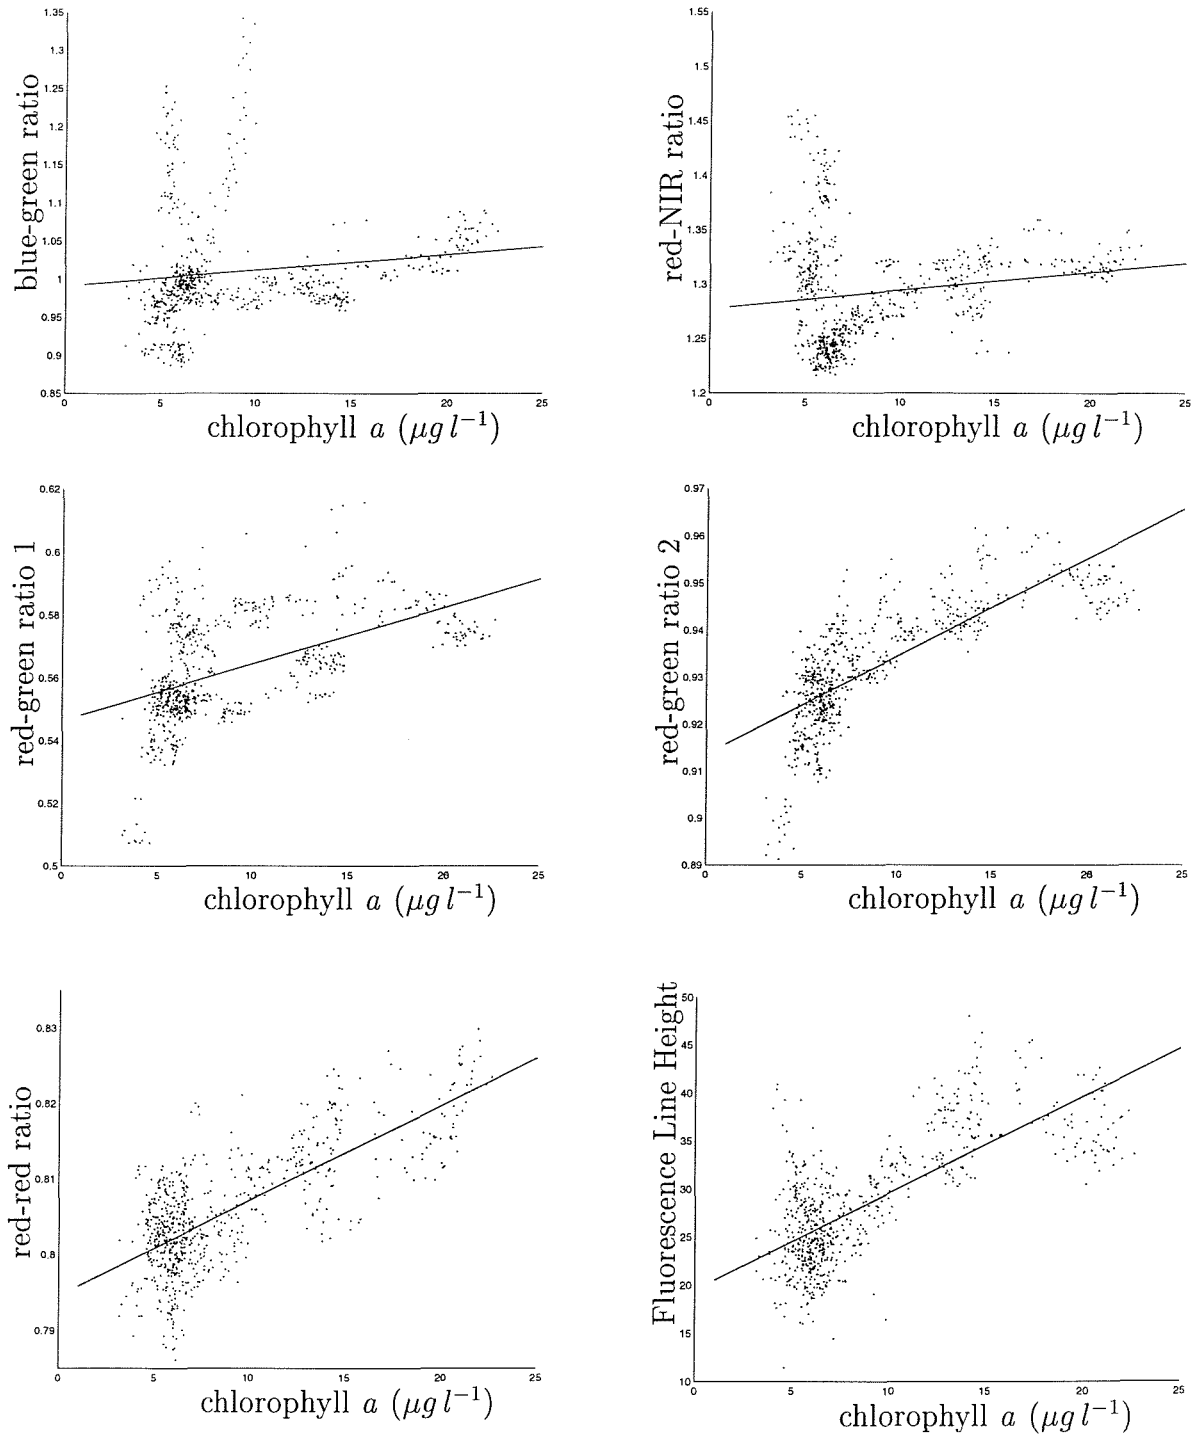 blue-green ratio
1.35
1.3
1.25
1.2
1.15
1.1
1.05
1
0.95
0.9
0.85
0 5 10 15 20 25
chlorophyll a (μg l⁻¹)
red-NIR ratio
1.55
1.5
1.45
1.4
1.35
1.3
1.25
1.2
0 5 10 15 20 25
chlorophyll a (μg l⁻¹)
red-green ratio 1
0.62
0.6
0.58
0.56
0.54
0.52
0.5
0 5 10 15 20 25
chlorophyll a (μg l⁻¹)
red-green ratio 2
0.97
0.96
0.95
0.94
0.93
0.92
0.91
0.9
0.89
0 5 10 15 20 25
chlorophyll a (μg l⁻¹)
red-red ratio
0.83
0.82
0.81
0.8
0.79
0 5 10 15 20 25
chlorophyll a (μg l⁻¹)
Fluorescence Line Height
50
45
40
35
30
25
20
15
10
0 5 10 15 20 25
chlorophyll a (μg l⁻¹)